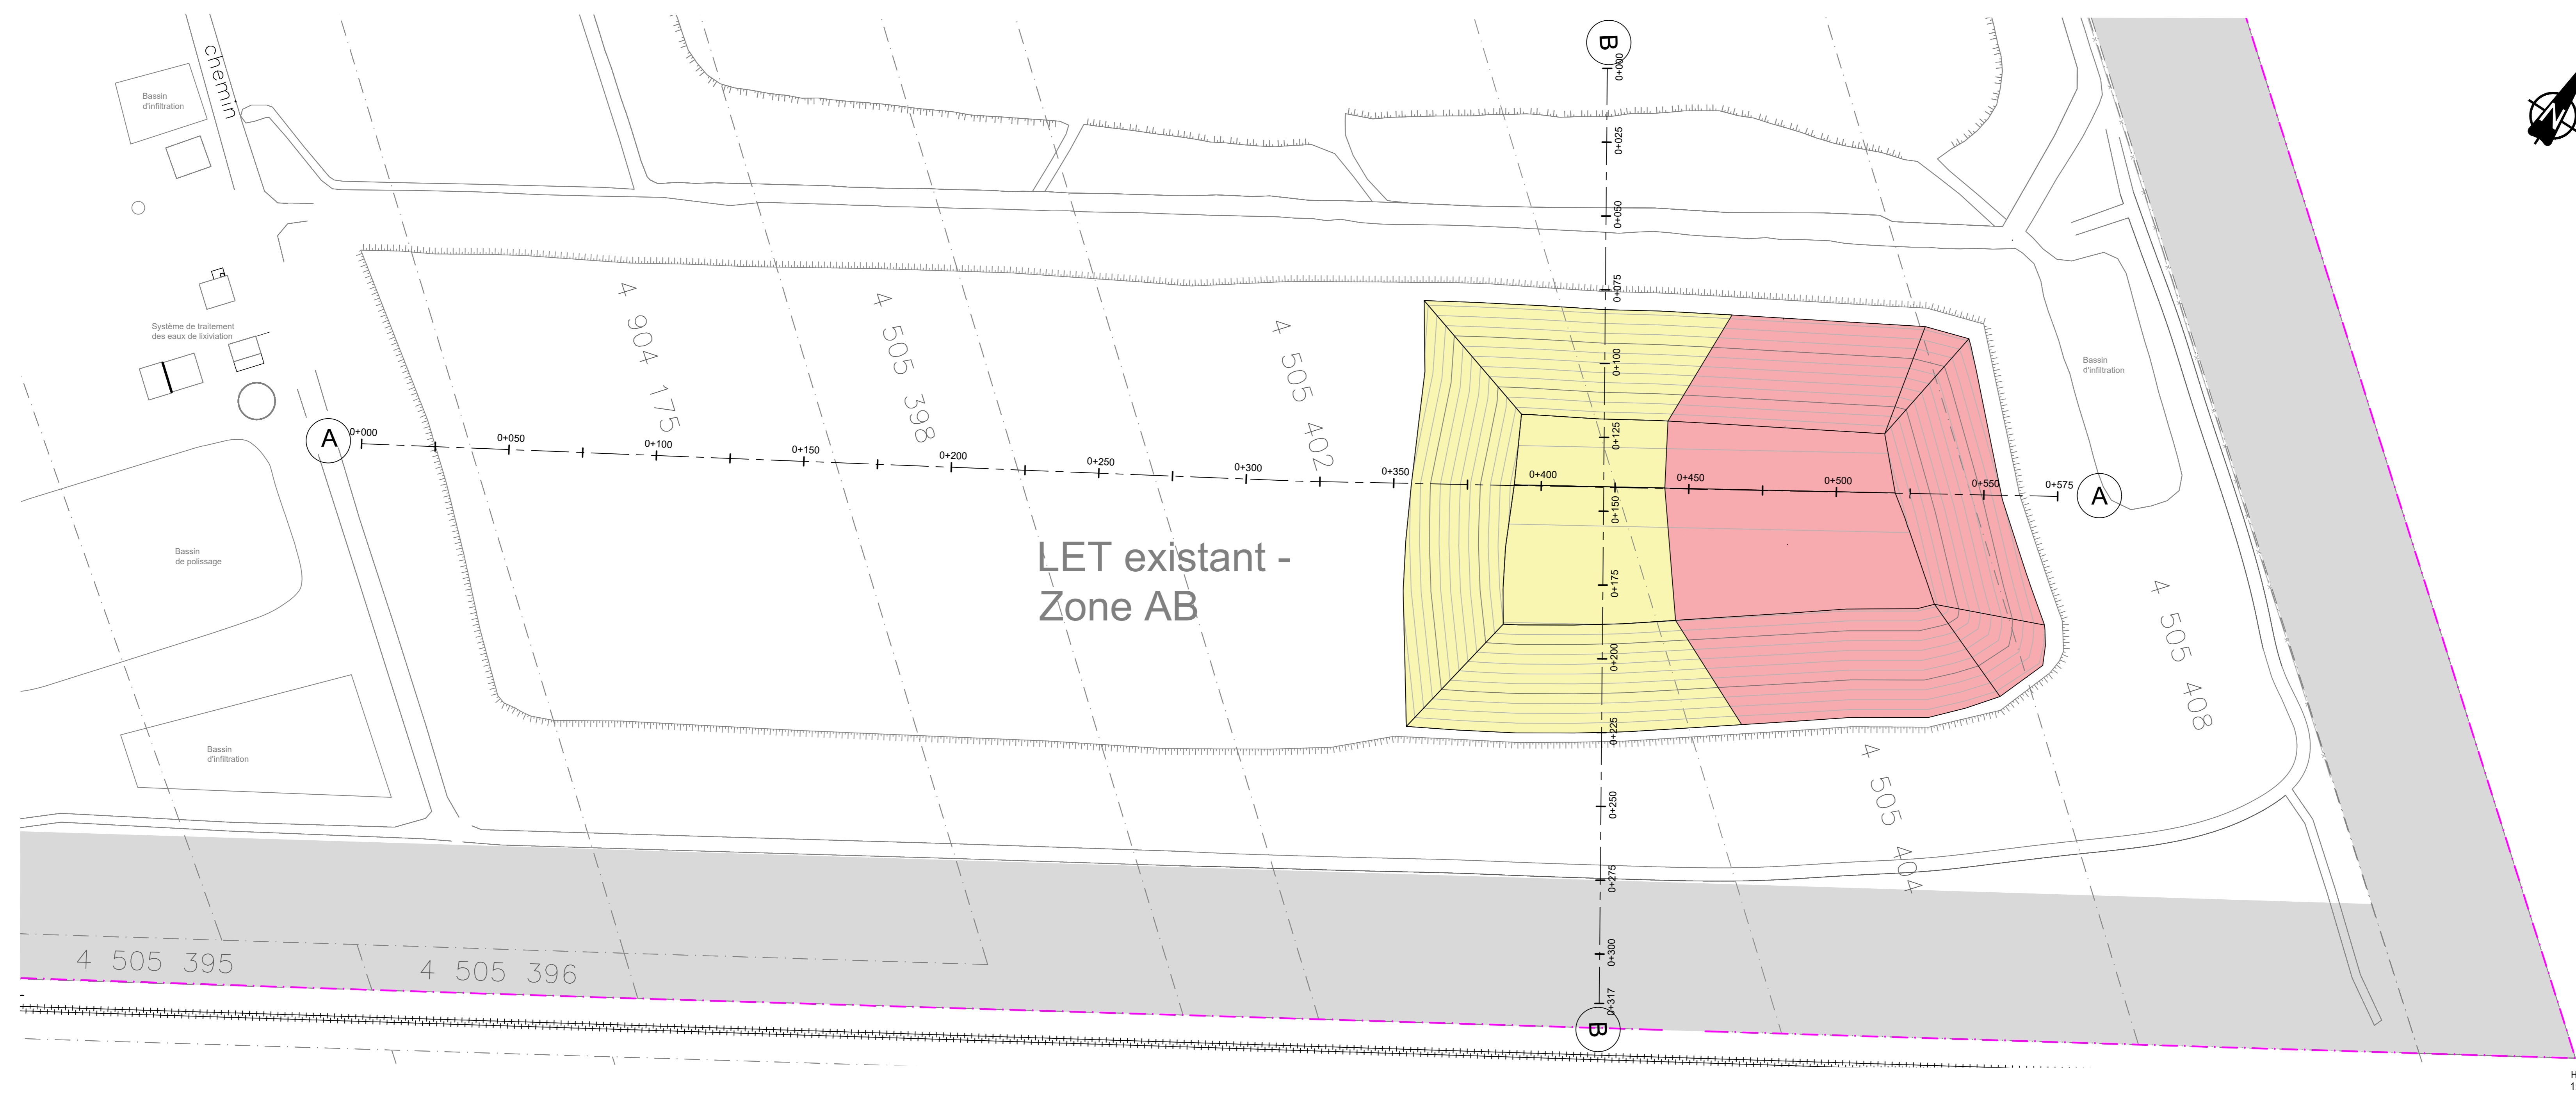 chemin
Bassin
d'infiltration
Système de traitement
des eaux de lixiviation
Bassin
de polissage
Bassin
d'infiltration
A
0+000
0+050
0+100
0+150
0+200
0+250
0+300
0+350
0+400
0+450
0+500
0+550
0+575
A
B
0+000
0+025
0+050
0+075
0+100
0+125
0+150
0+175
0+200
0+225
0+250
0+275
0+300
0+317
B
4 904 175
4 505 398
4 505 402
LET existant -
Zone AB
Bassin
d'infiltration
4 505 408
4 505 404
4 505 395
4 505 396
N
H
1